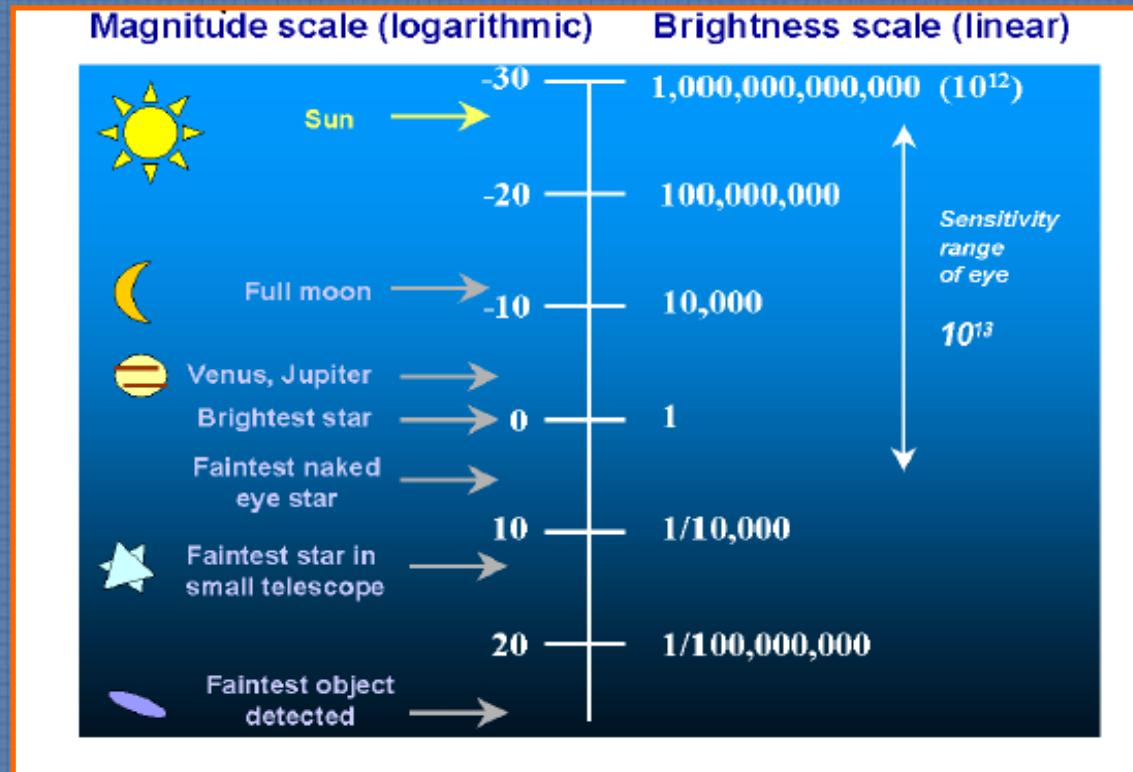 Magnitude scale (logarithmic) Brightness scale (linear)
-30 1,000,000,000,000 (10¹²)
Sun
-20 100,000,000
Sensitivity
range
of eye
10¹³
Full moon
-10 10,000
Venus, Jupiter
Brightest star 0 1
Faintest naked
eye star
10 1/10,000
Faintest star in
small telescope
20 1/100,000,000
Faintest object
detected